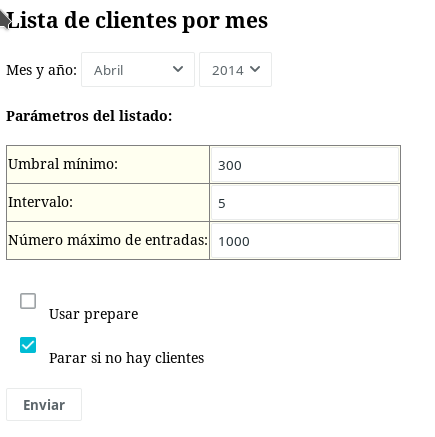 Lista de clientes por mes
Mes y año: Abril 2014
Parámetros del listado:
Umbral mínimo: 300
Intervalo: 5
Número máximo de entradas: 1000
Usar prepare
Parar si no hay clientes
Enviar